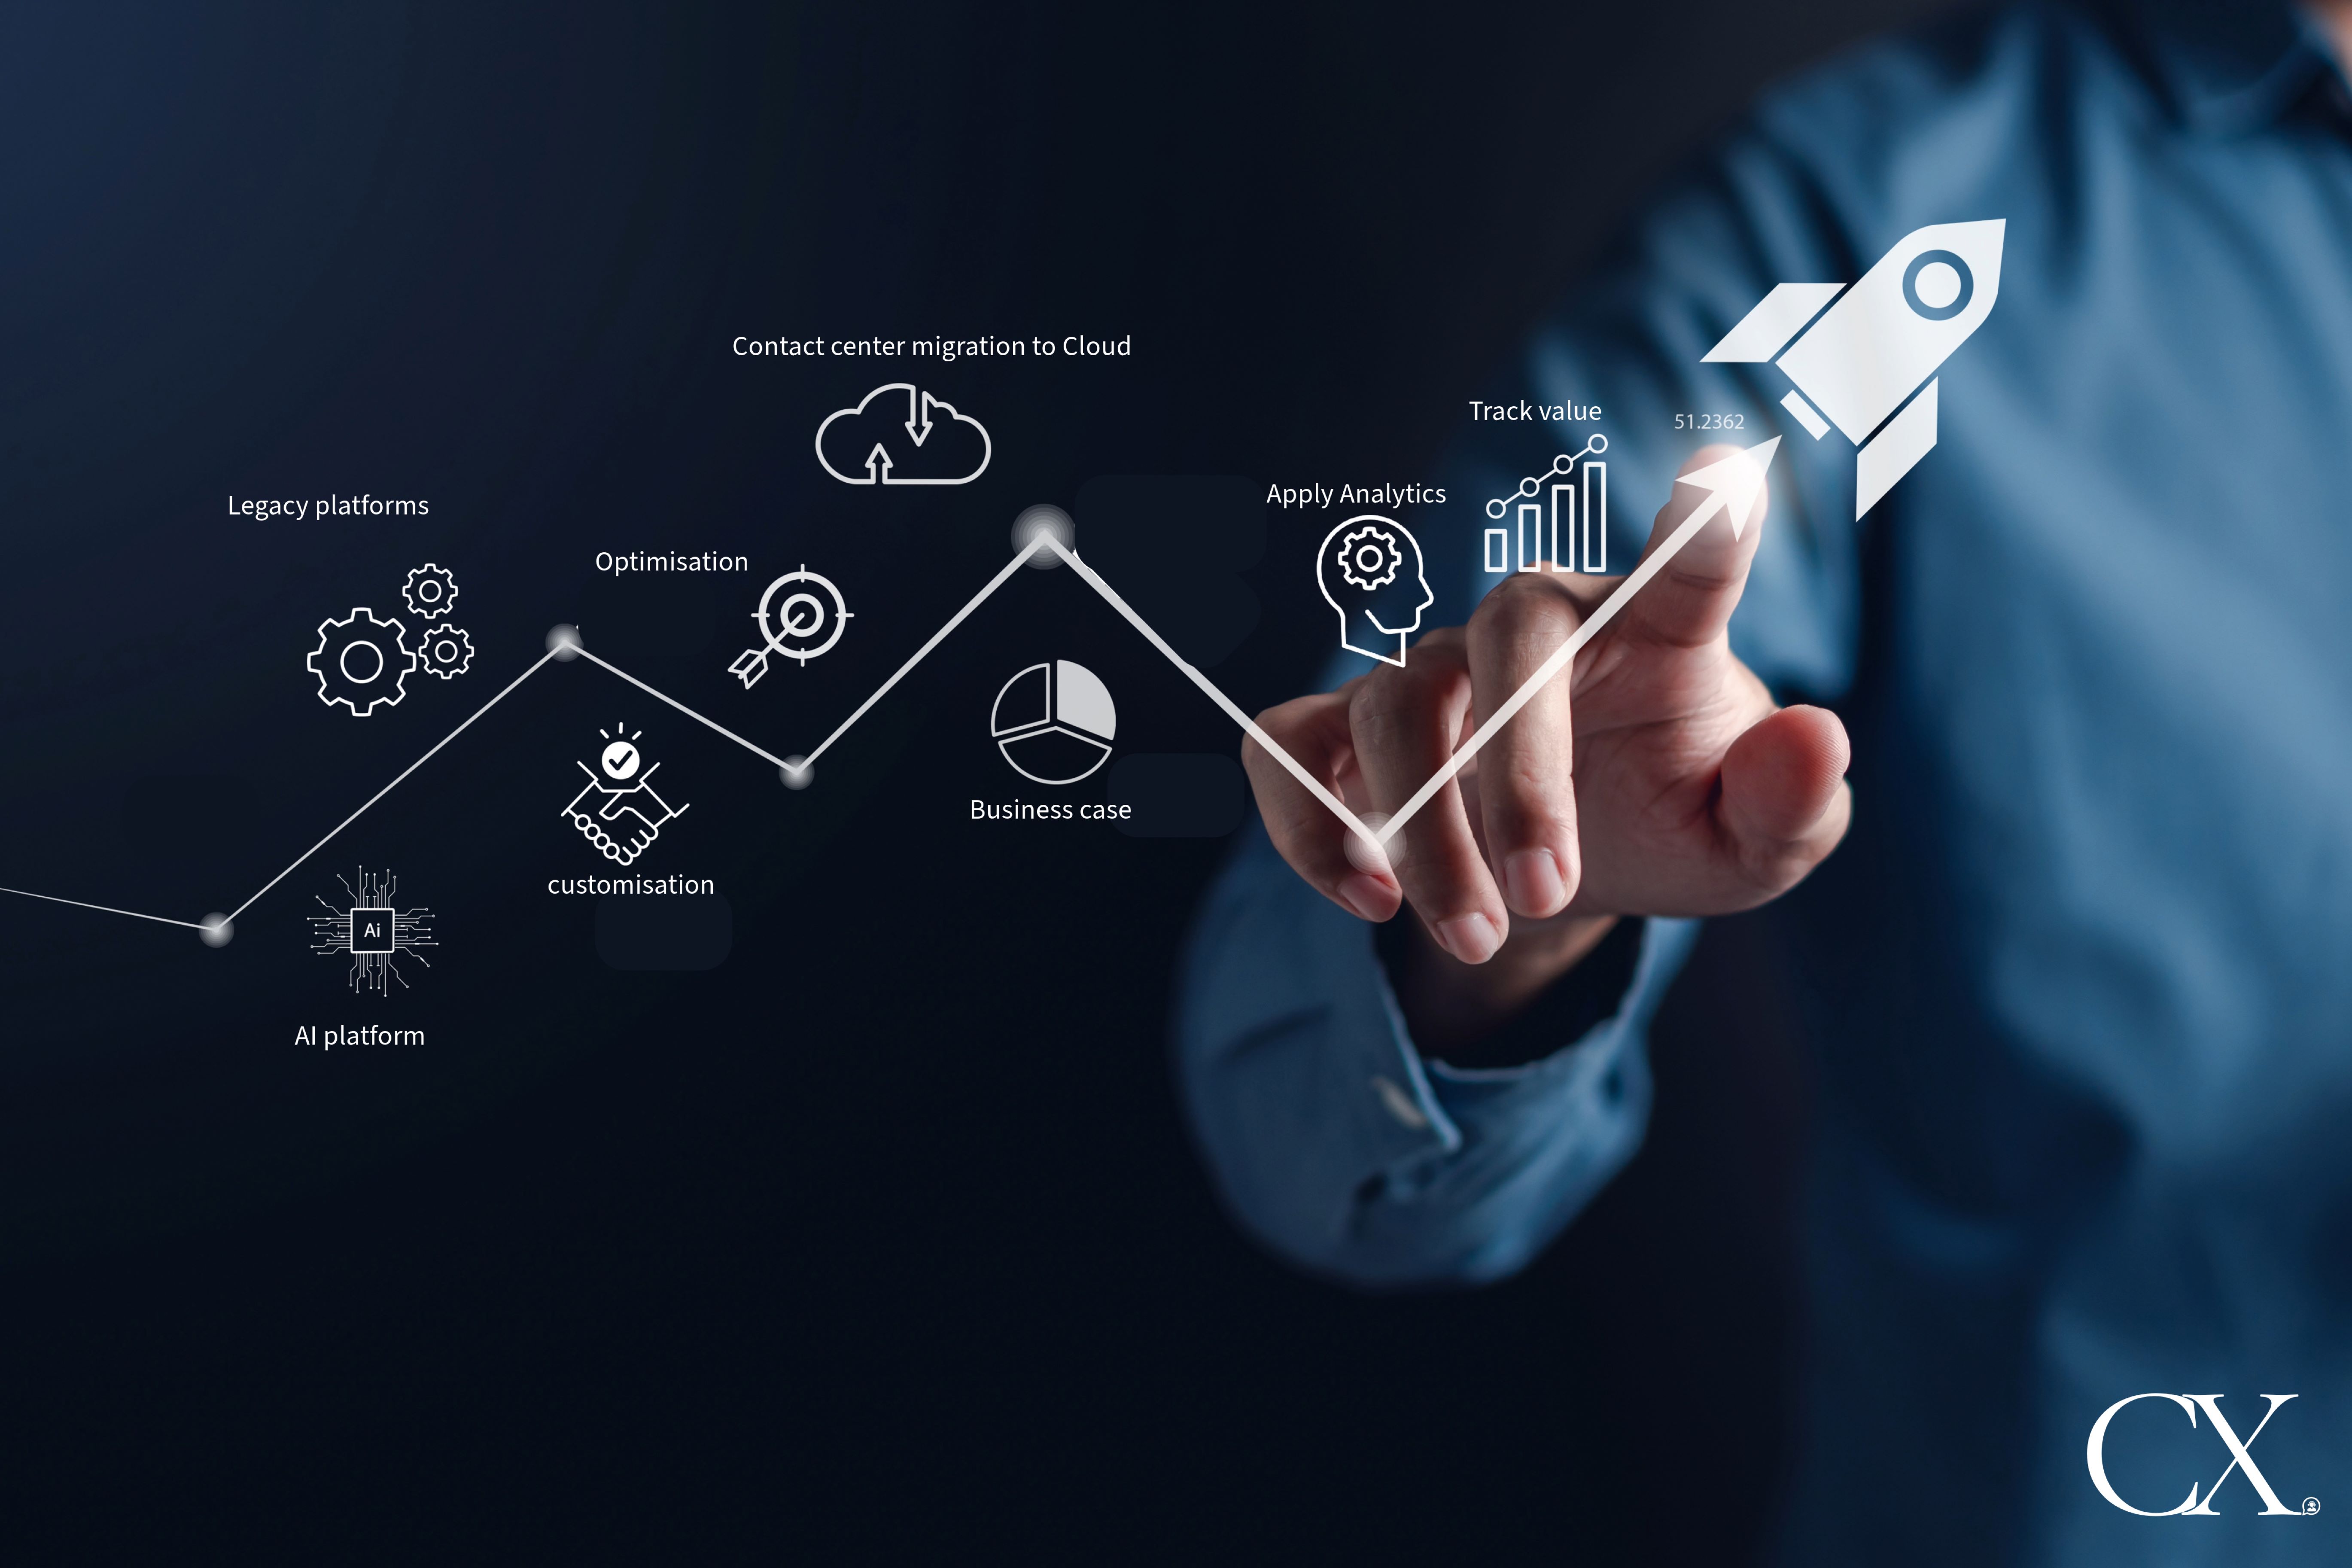 Contact center migration to Cloud
Track value
51.2362
Apply Analytics
Legacy platforms
Optimisation
Business case
customisation
Ai
AI platform
CX